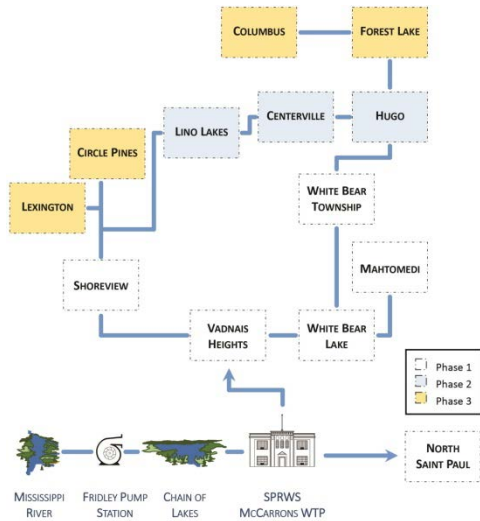 COLUMBUS
FOREST LAKE
LINO LAKES
CENTERVILLE
HUGO
CIRCLE PINES
LEXINGTON
WHITE BEAR
TOWNSHIP
SHOREVIEW
MAHTOMEDI
VADNAIS
HEIGHTS
WHITE BEAR
LAKE
Phase 1
Phase 2
Phase 3
NORTH
SAINT PAUL
MISSISSIPPI
RIVER
FRIDLEY PUMP
STATION
CHAIN OF
LAKES
SPRWS
MCCARRONS WTP